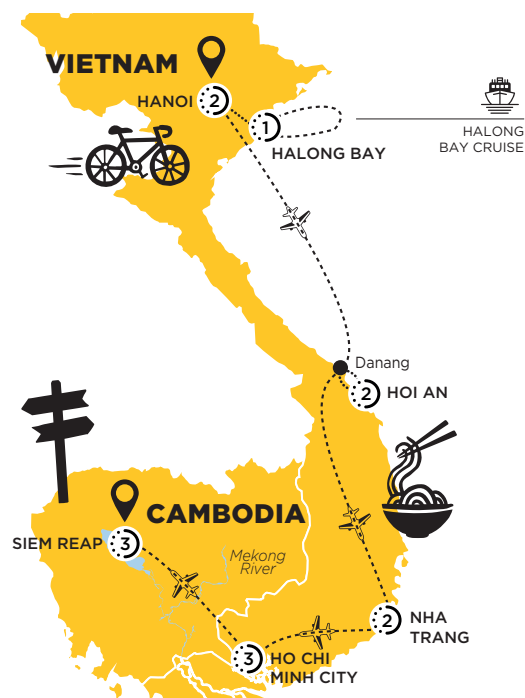 VIETNAM
HANOI
2
1
HALONG BAY
HALONG
BAY CRUISE
Danang
2
HOI AN
CAMBODIA
SIEM REAP
3
Mekong
River
2
NHA
TRANG
3
HO CHI
MINH CITY